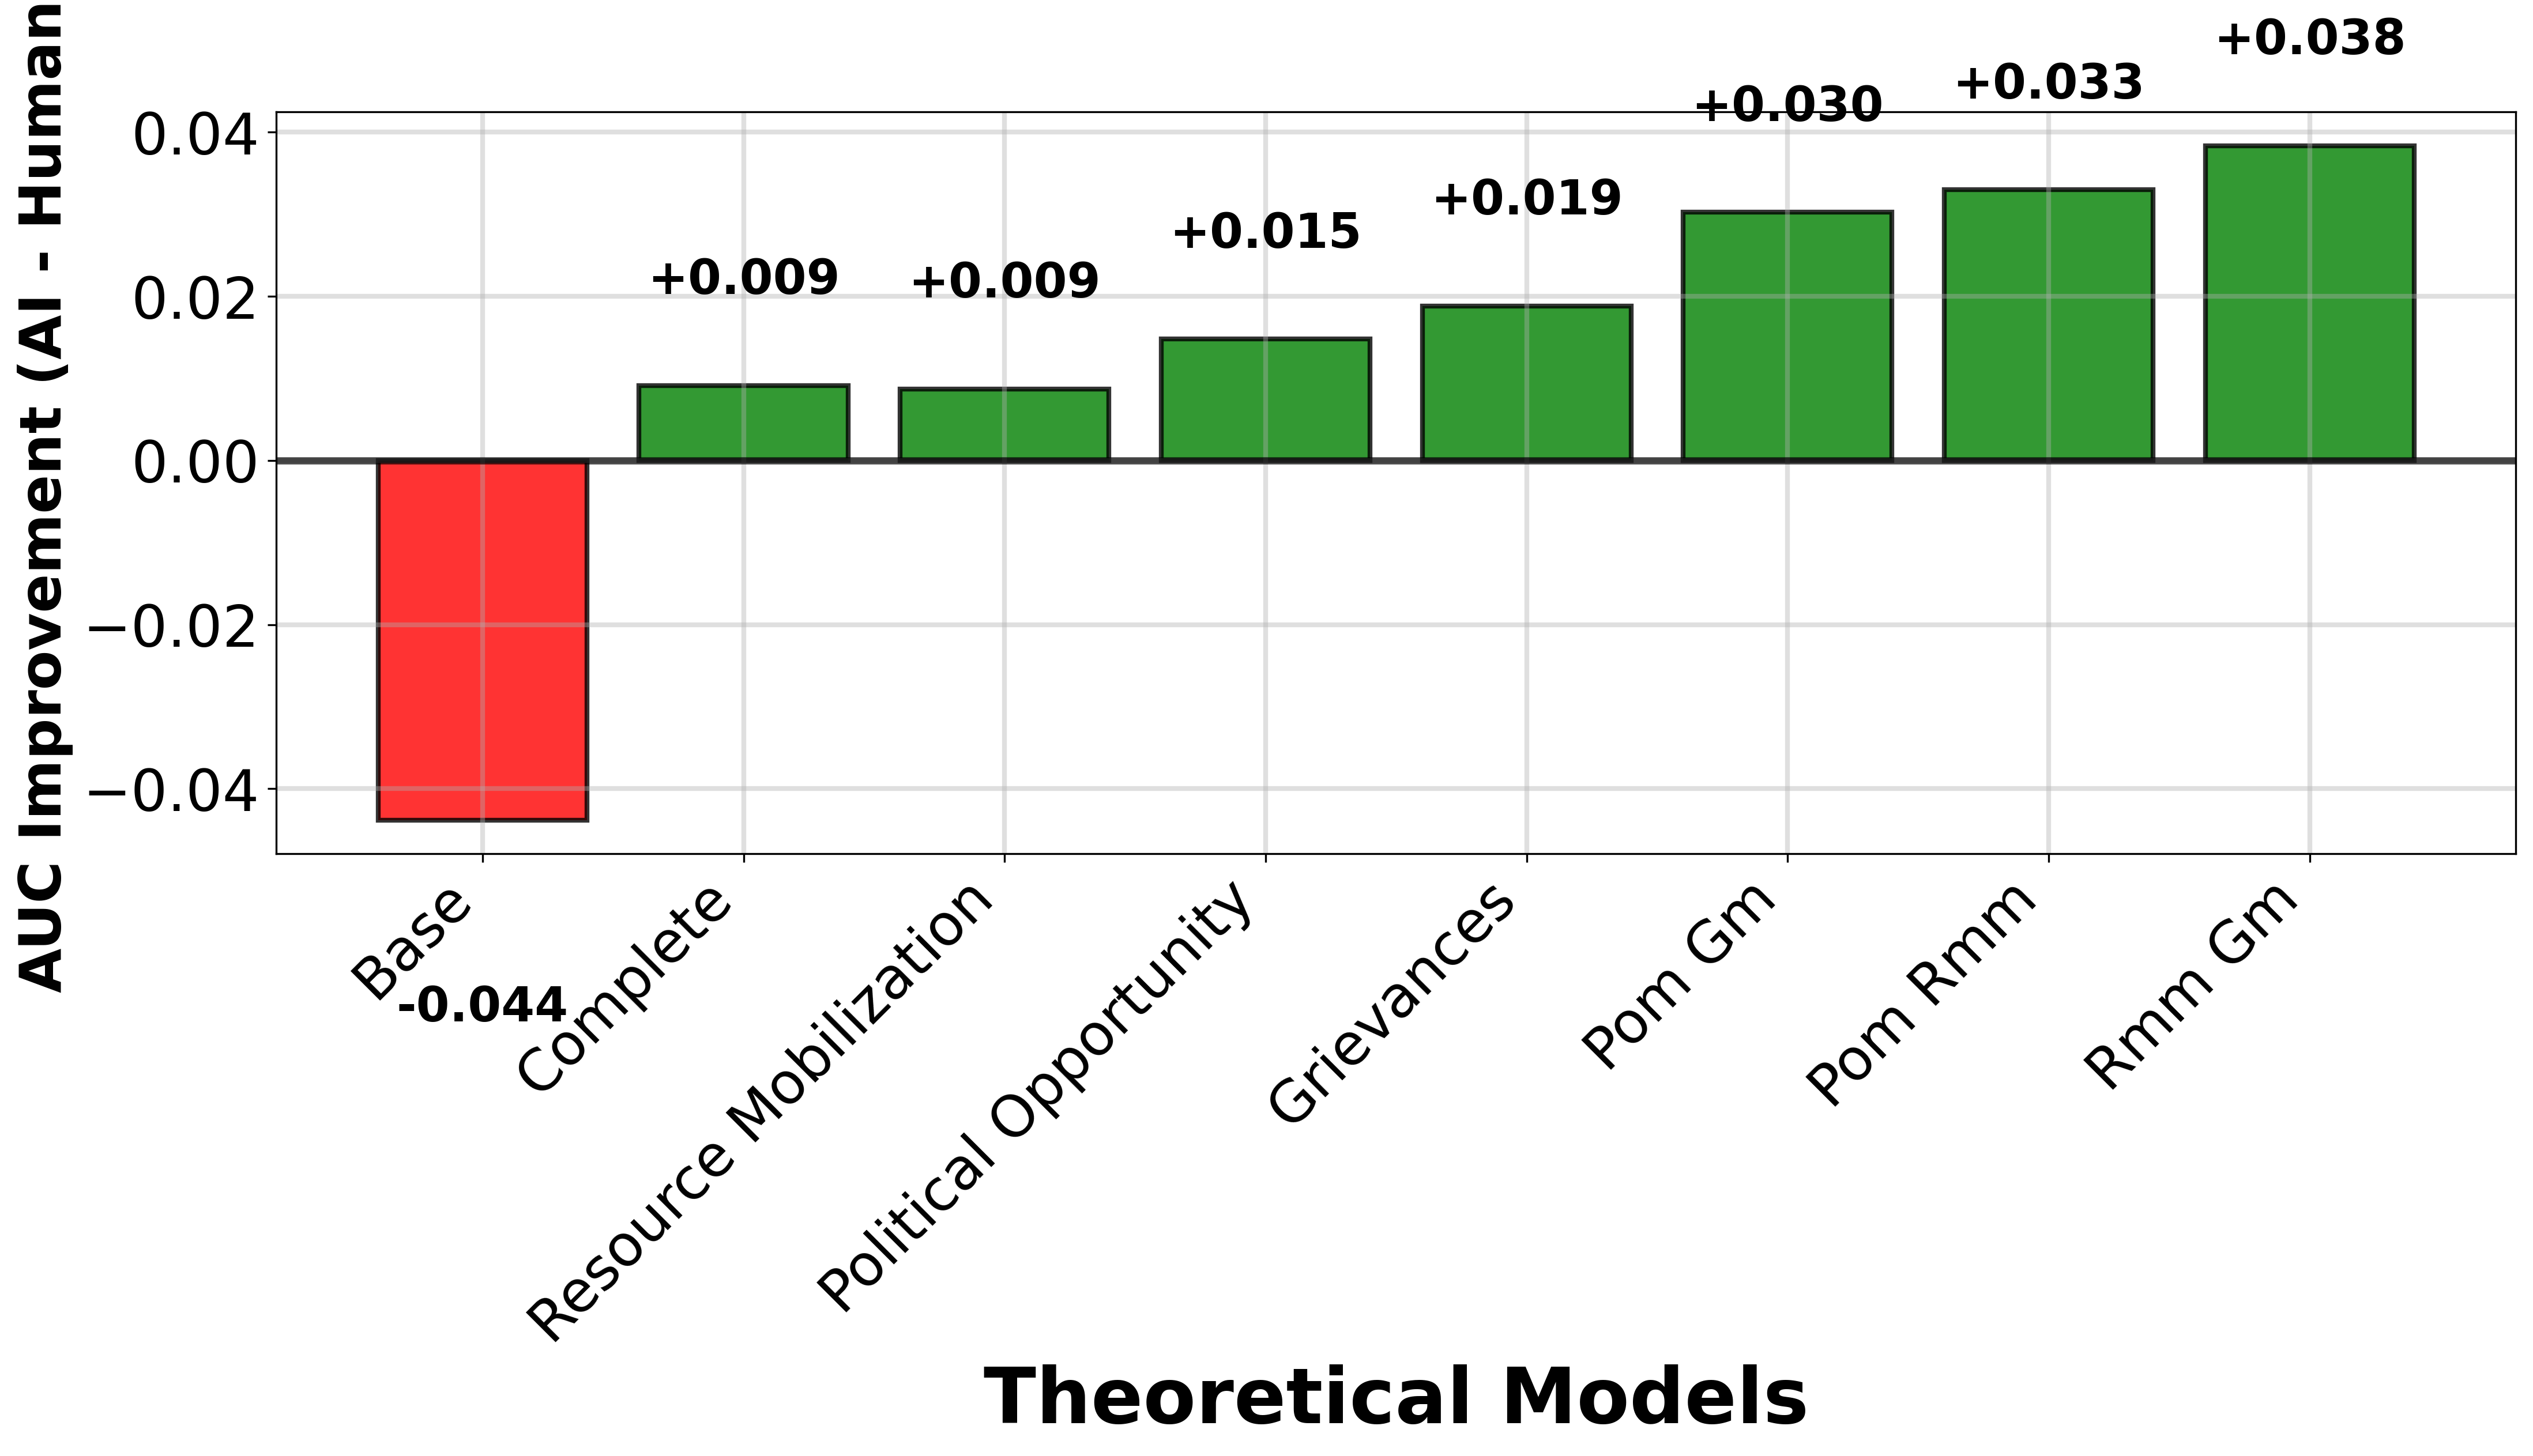 AUC Improvement (AI - Human
+0.038
+0.033
+0.030
+0.019
+0.015
+0.009
+0.009
0.04
0.02
0.00
−0.02
−0.04
Base
-0.044
Complete
Resource Mobilization
Political Opportunity
Grievances
Pom Gm
Pom Rmm
Rmm Gm
Theoretical Models